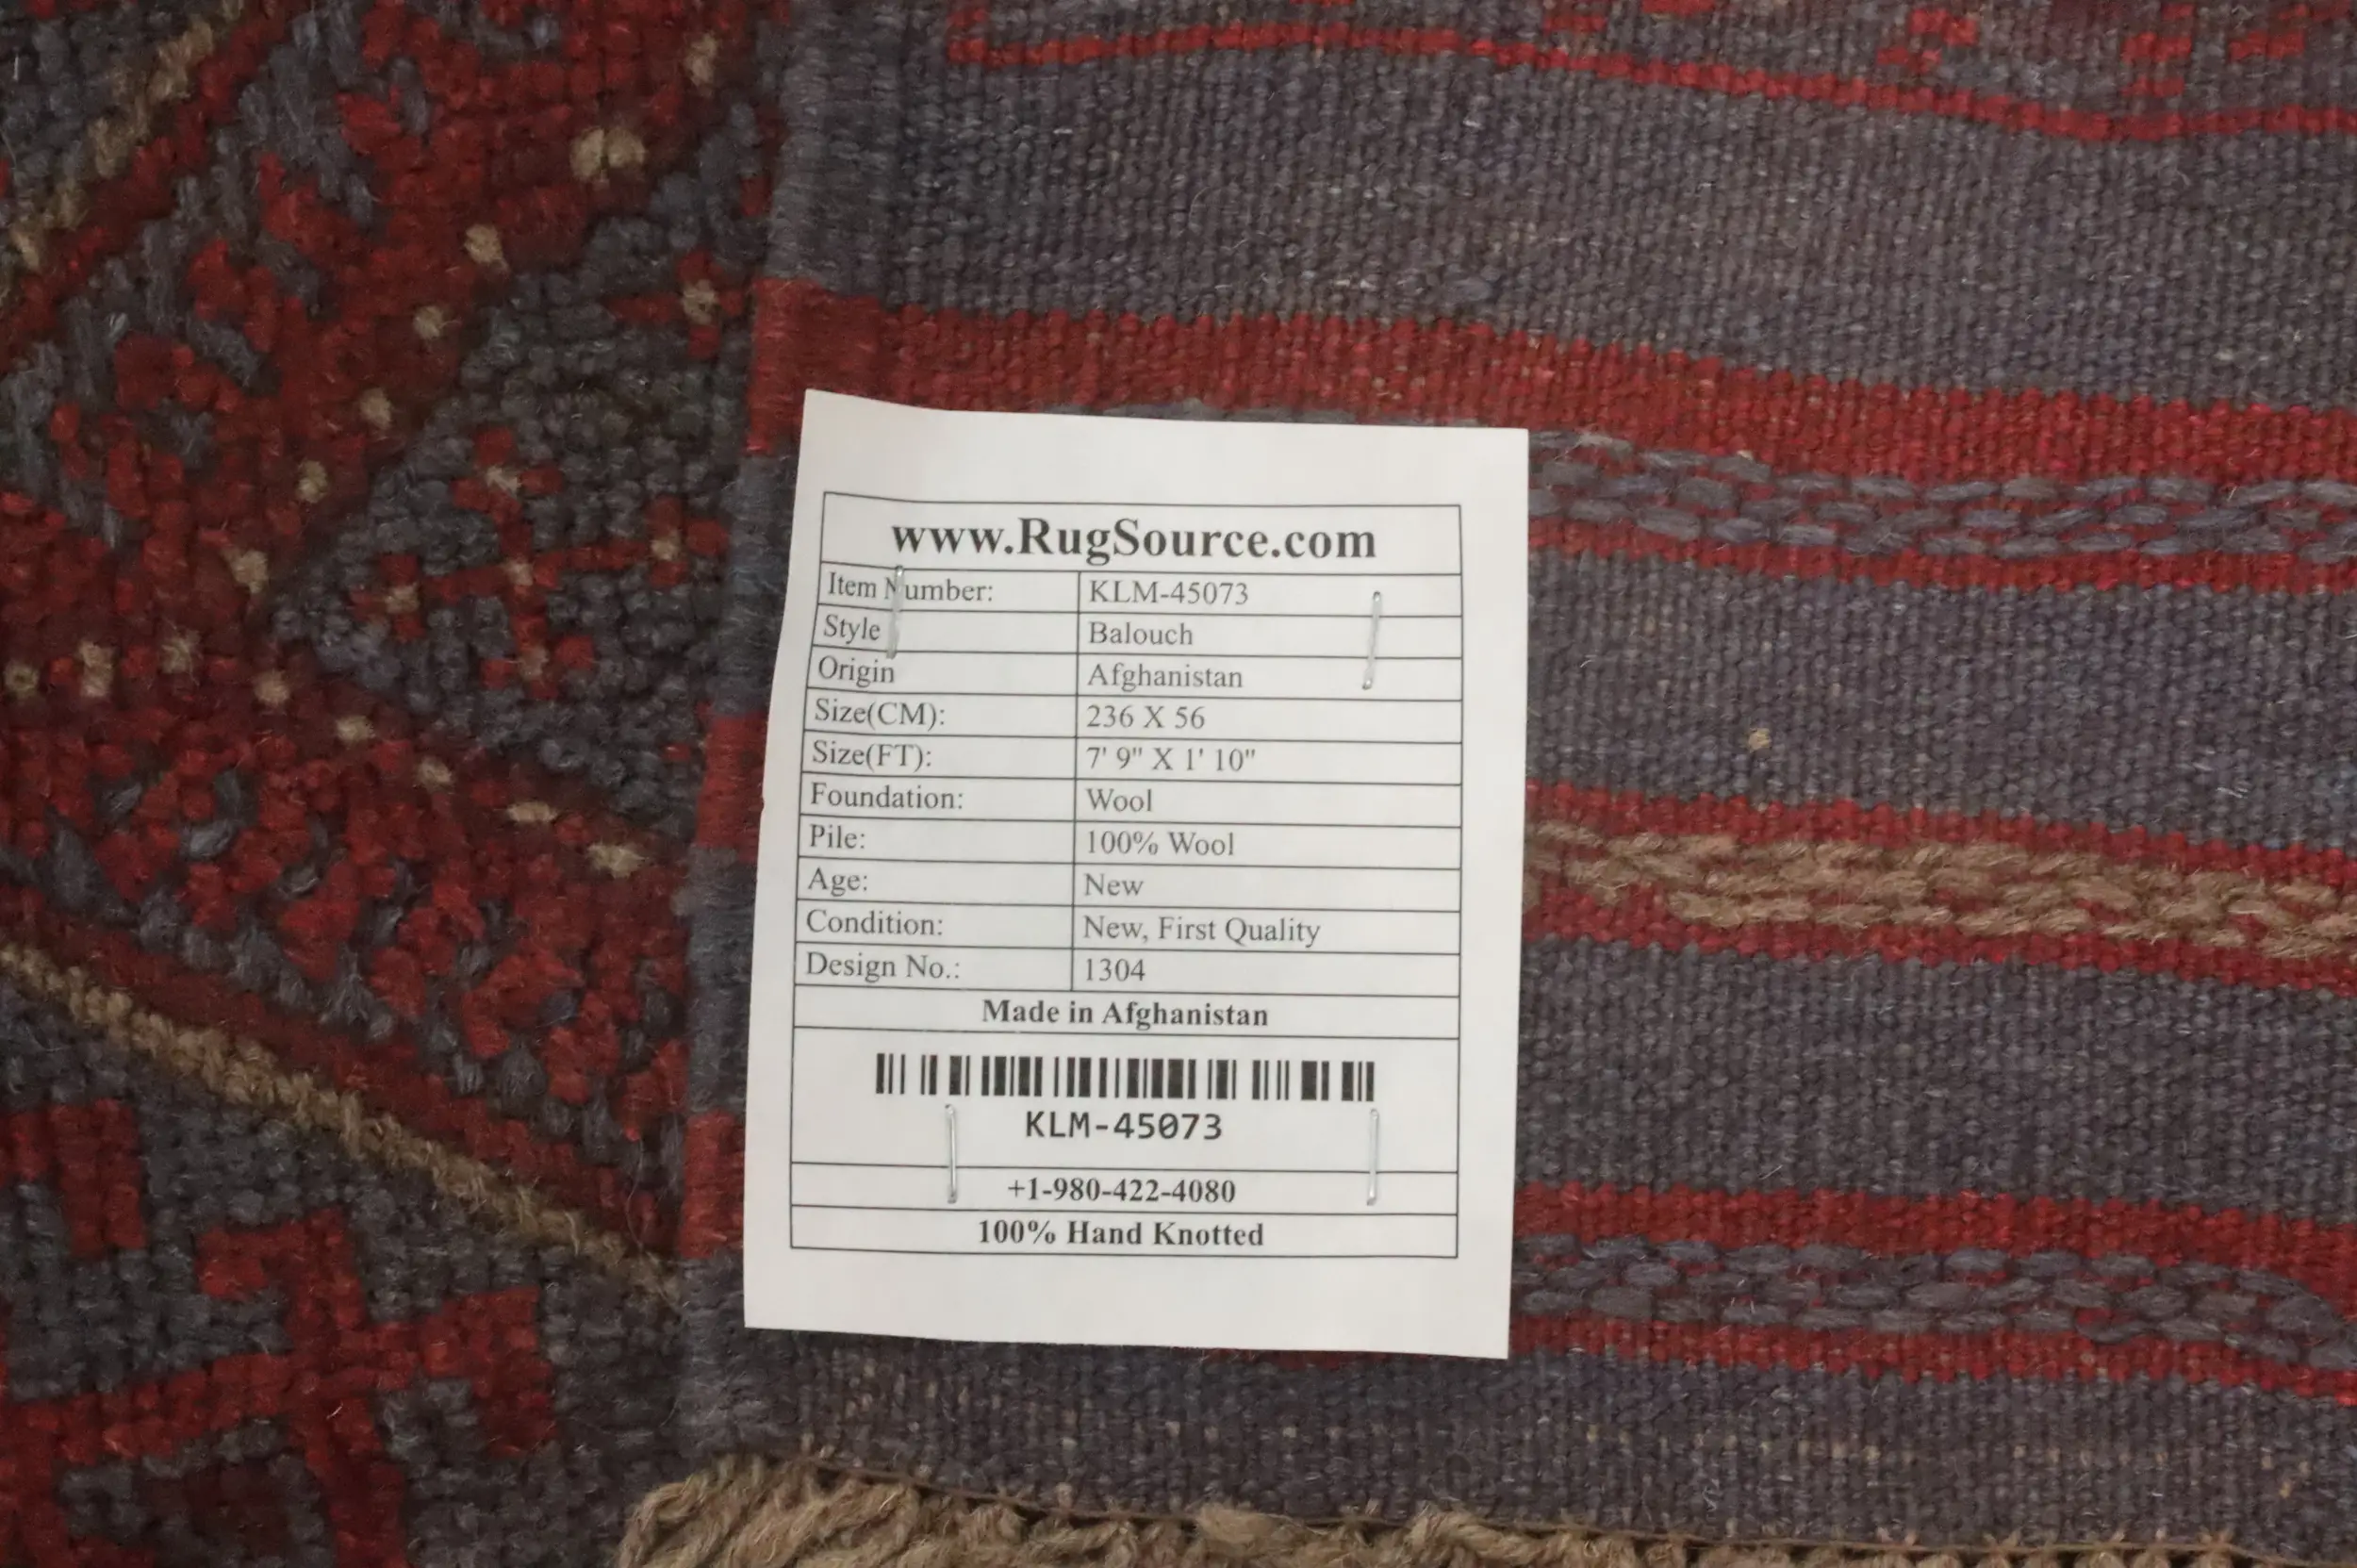 www.RugSource.com
Item Number: KLM-45073
Style Balouch
Origin Afghanistan
Size(CM): 236 X 56
Size(FT): 7' 9" X 1' 10"
Foundation: Wool
Pile: 100% Wool
Age: New
Condition: New, First Quality
Design No.: 1304
Made in Afghanistan
KLM-45073
+1-980-422-4080
100% Hand Knotted